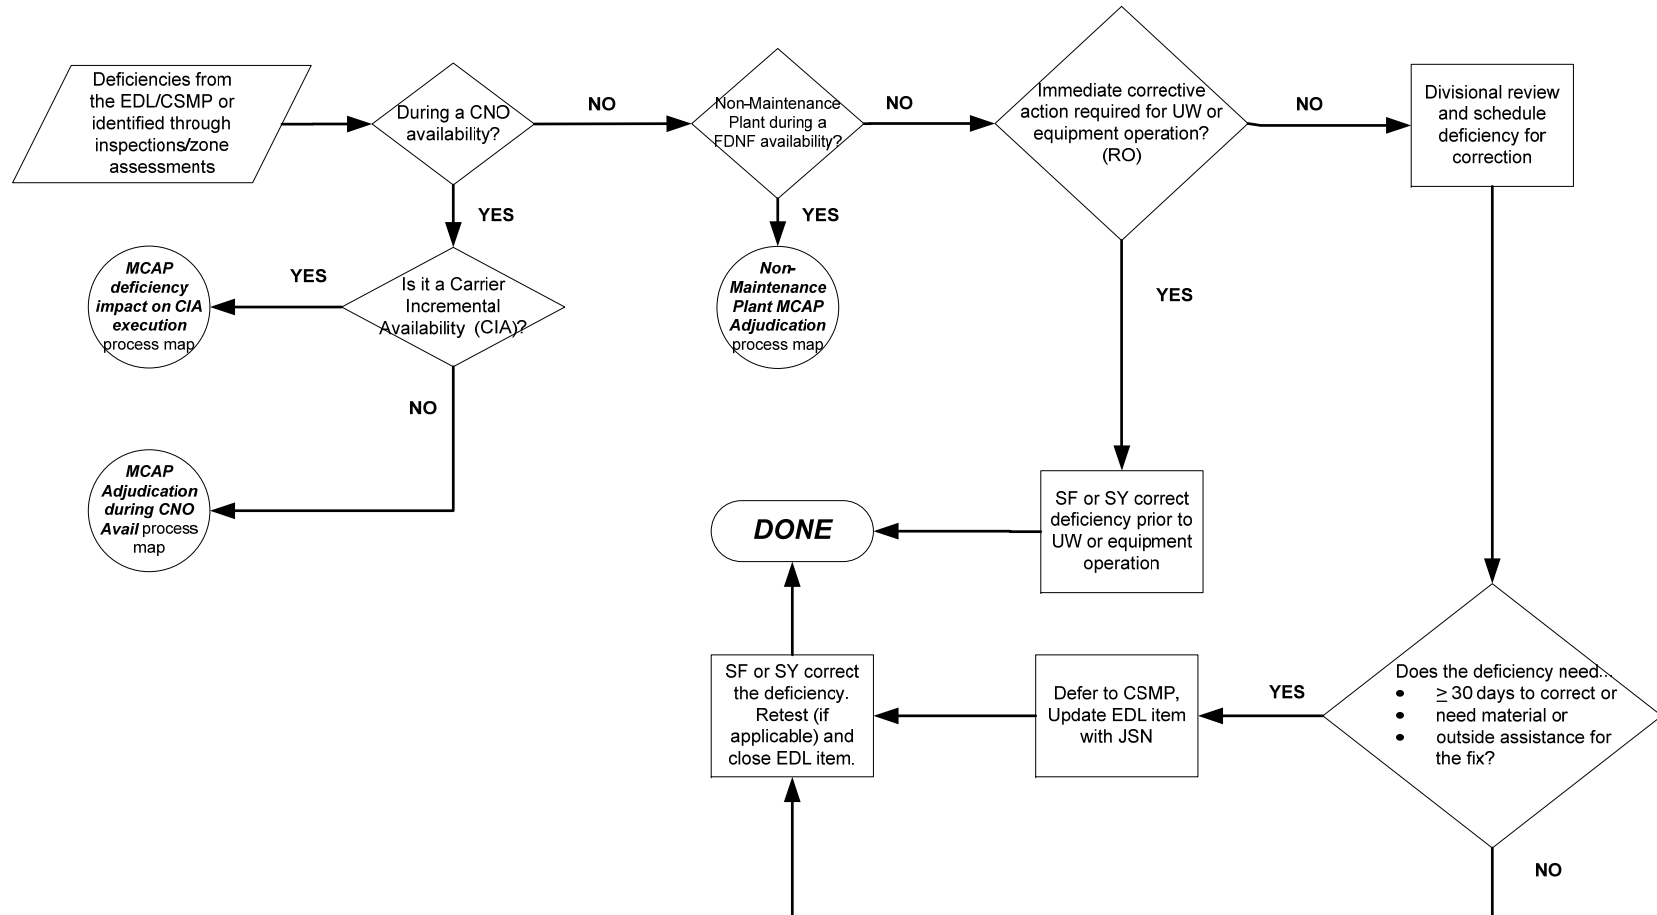 Deficiencies from
the EDL/CSMP or
identified through
inspections/zone
assessments
During a CNO
availability?
NO
Non-Maintenance
Plant during a
FDNF availability?
NO
Immediate corrective
action required for UW or
equipment operation?
(RO)
NO
Divisional review
and schedule
deficiency for
correction
YES
YES
YES
MCAP
deficiency
impact on CIA
execution
process map
YES
Is it a Carrier
Incremental
Availability (CIA)?
Non-
Maintenance
Plant MCAP
Adjudication
process map
NO
MCAP
Adjudication
during CNO
Avail process
map
DONE
SF or SY correct
deficiency prior to
UW or equipment
operation
SF or SY correct
the deficiency.
Retest (if
applicable) and
close EDL item.
Defer to CSMP,
Update EDL item
with JSN
YES
Does the deficiency need...
• ≥ 30 days to correct or
• need material or
• outside assistance for
the fix?
NO